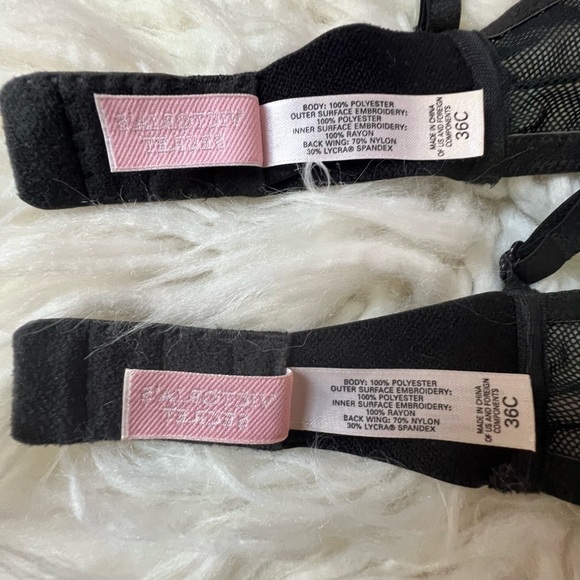 BODY: 100% POLYESTER
OUTER SURFACE EMBROIDERY:
100% POLYESTER
INNER SURFACE EMBROIDERY:
100% RAYON
BACK WING: 70% NYLON
30% LYCRA® SPANDEX
MADE IN CHINA
OF US AND FOREIGN
COMPONENTS
36C
BODY: 100% POLYESTER
OUTER SURFACE EMBROIDERY:
100% POLYESTER
INNER SURFACE EMBROIDERY:
100% RAYON
BACK WING: 70% NYLON
30% LYCRA® SPANDEX
MADE IN CHINA
OF US AND FOREIGN
COMPONENTS
36C